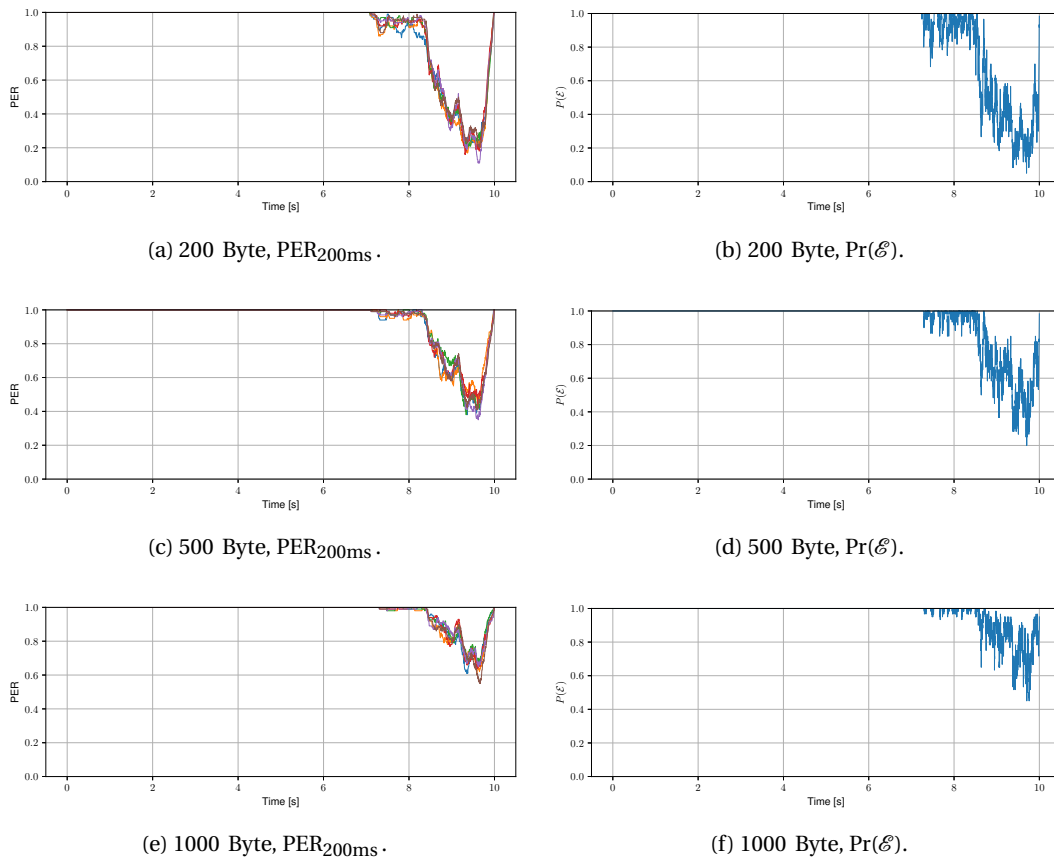 1.0
0.8
0.6
0.4
0.2
0.0
PER
0 2 4 6 8 10
Time [s]
(a) 200 Byte, PER200ms.
1.0
0.8
0.6
0.4
0.2
0.0
P(ℰ)
0 2 4 6 8 10
Time [s]
(b) 200 Byte, Pr(ℰ).
1.0
0.8
0.6
0.4
0.2
0.0
PER
0 2 4 6 8 10
Time [s]
(c) 500 Byte, PER200ms.
1.0
0.8
0.6
0.4
0.2
0.0
P(ℰ)
0 2 4 6 8 10
Time [s]
(d) 500 Byte, Pr(ℰ).
1.0
0.8
0.6
0.4
0.2
0.0
PER
0 2 4 6 8 10
Time [s]
(e) 1000 Byte, PER200ms.
1.0
0.8
0.6
0.4
0.2
0.0
P(ℰ)
0 2 4 6 8 10
Time [s]
(f) 1000 Byte, Pr(ℰ).